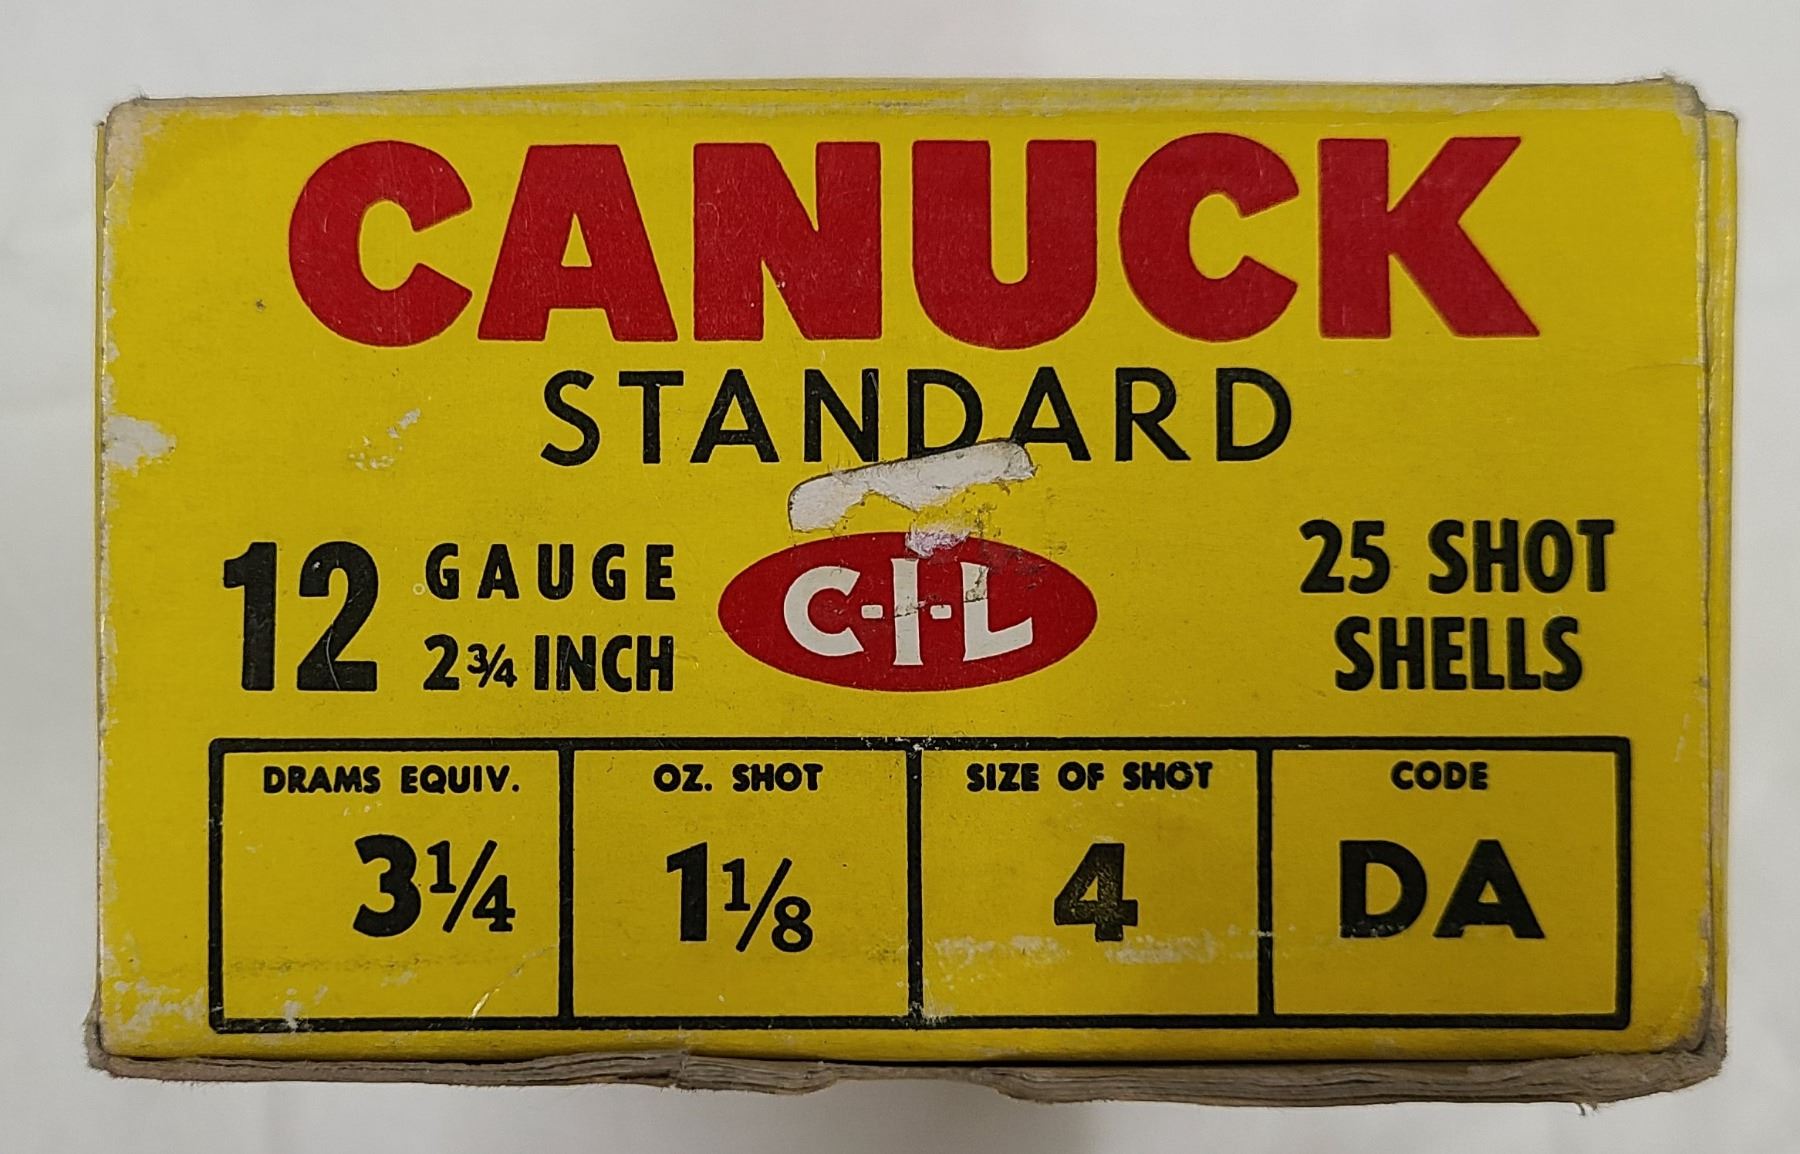 CANUCK
STANDARD
12 GAUGE
2¾ INCH
C-I-L
25 SHOT
SHELLS
DRAMS EQUIV. OZ. SHOT SIZE OF SHOT CODE
3¼ 1⅛ 4 DA